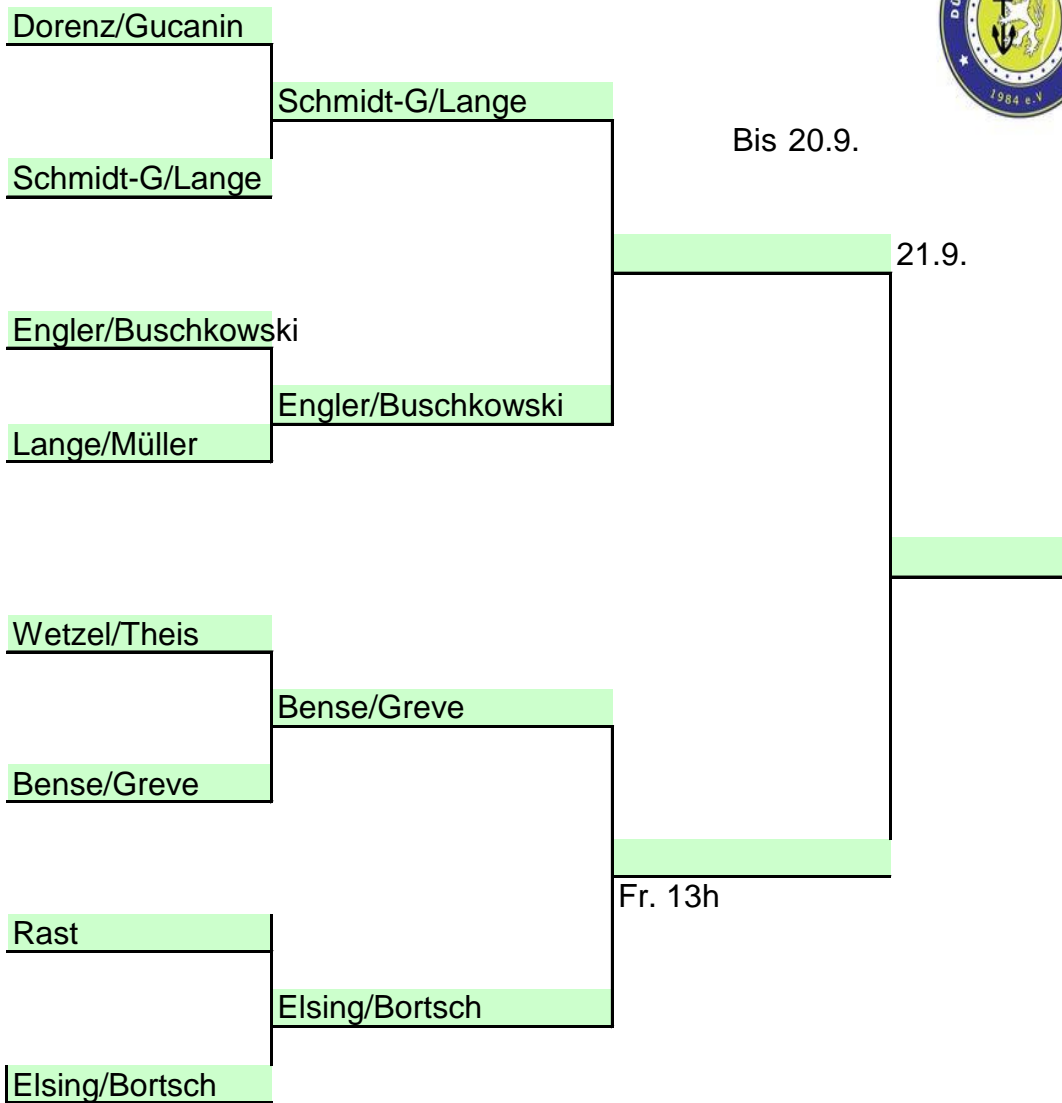 Dorenz/Gucanin
Schmidt-G/Lange
Bis 20.9.
Schmidt-G/Lange
21.9.
Engler/Buschkowski
Engler/Buschkowski
Lange/Müller
Wetzel/Theis
Bense/Greve
Bense/Greve
Fr. 13h
Rast
Elsing/Bortsch
Elsing/Bortsch
1984 e.V